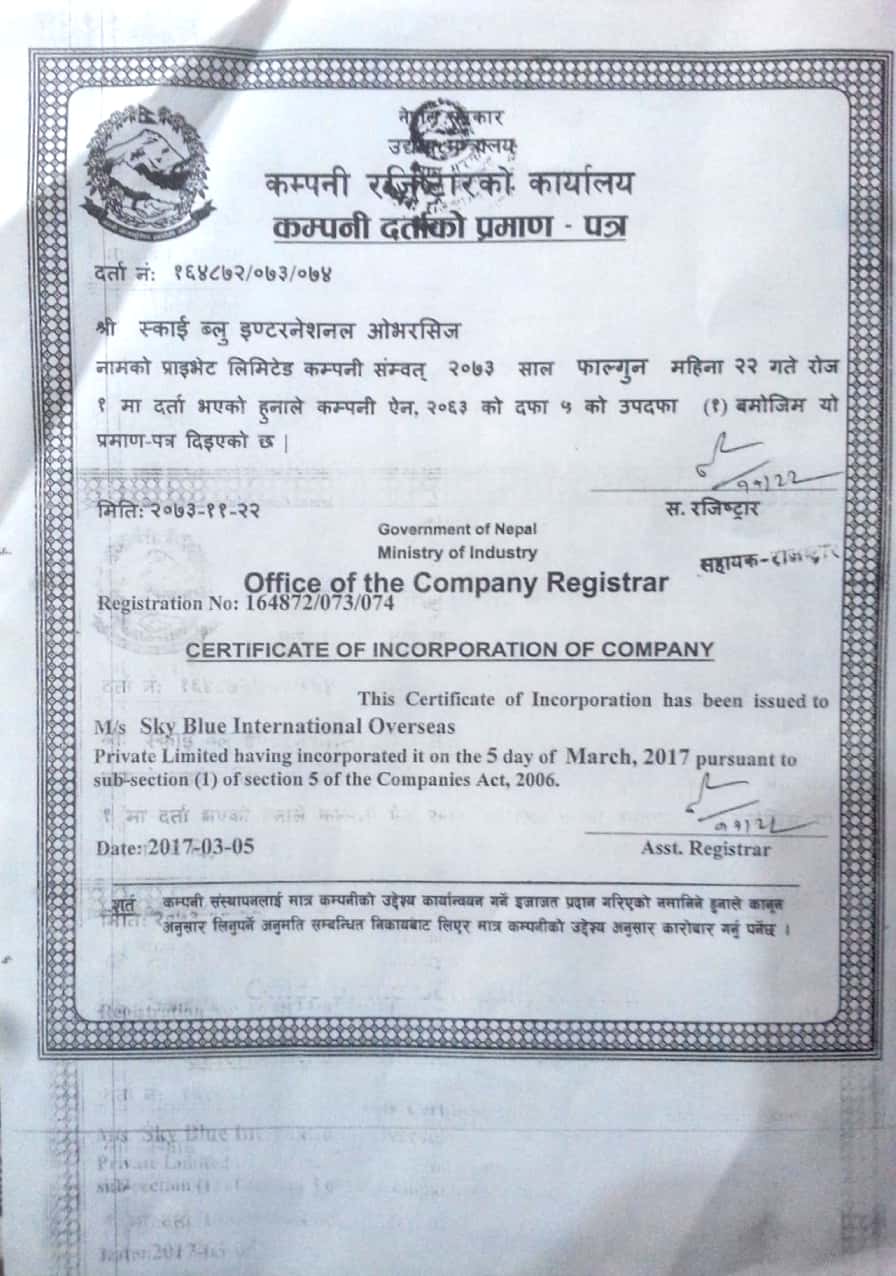 नेपाल सरकार
उद्योग मन्त्रालय
कम्पनी रजिष्ट्रारको कार्यालय
कम्पनी दर्ताको प्रमाण - पत्र
दर्ता नं: १६४८७२/०७३/०७४
श्री स्काई ब्लु इण्टरनेशनल ओभरसिज
नामको प्राइभेट लिमिटेड कम्पनी संम्वत् २०७३ साल फाल्गुन महिना २२ गते रोज
१ मा दर्ता भएको हुनाले कम्पनी ऐन, २०६३ को दफा ५ को उपदफा (१) बमोजिम यो
प्रमाण-पत्र दिइएको छ |
११/22
मिति: २०७३-११-२२
स. रजिष्ट्रार
Government of Nepal
Ministry of Industry
सहायक-रजिष्ट्रार
Office of the Company Registrar
Registration No: 164872/073/074
CERTIFICATE OF INCORPORATION OF COMPANY
This Certificate of Incorporation has been issued to
M/s Sky Blue International Overseas
Private Limited having incorporated it on the 5 day of March, 2017 pursuant to
sub-section (1) of section 5 of the Companies Act, 2006.
११/22
Date: 2017-03-05
Asst. Registrar
शर्त कम्पनी संस्थापनलाई मात्र कम्पनीको उद्देश्य कार्यान्वयन गर्ने इजाजत प्रदान गरिएको नमानिने हुनाले कानून
अनुसार लिनुपर्ने अनुमति सम्बन्धित निकायबाट लिएर मात्र कम्पनीको उद्देश्य अनुसार कारोबार गर्नु पर्नेछ ।